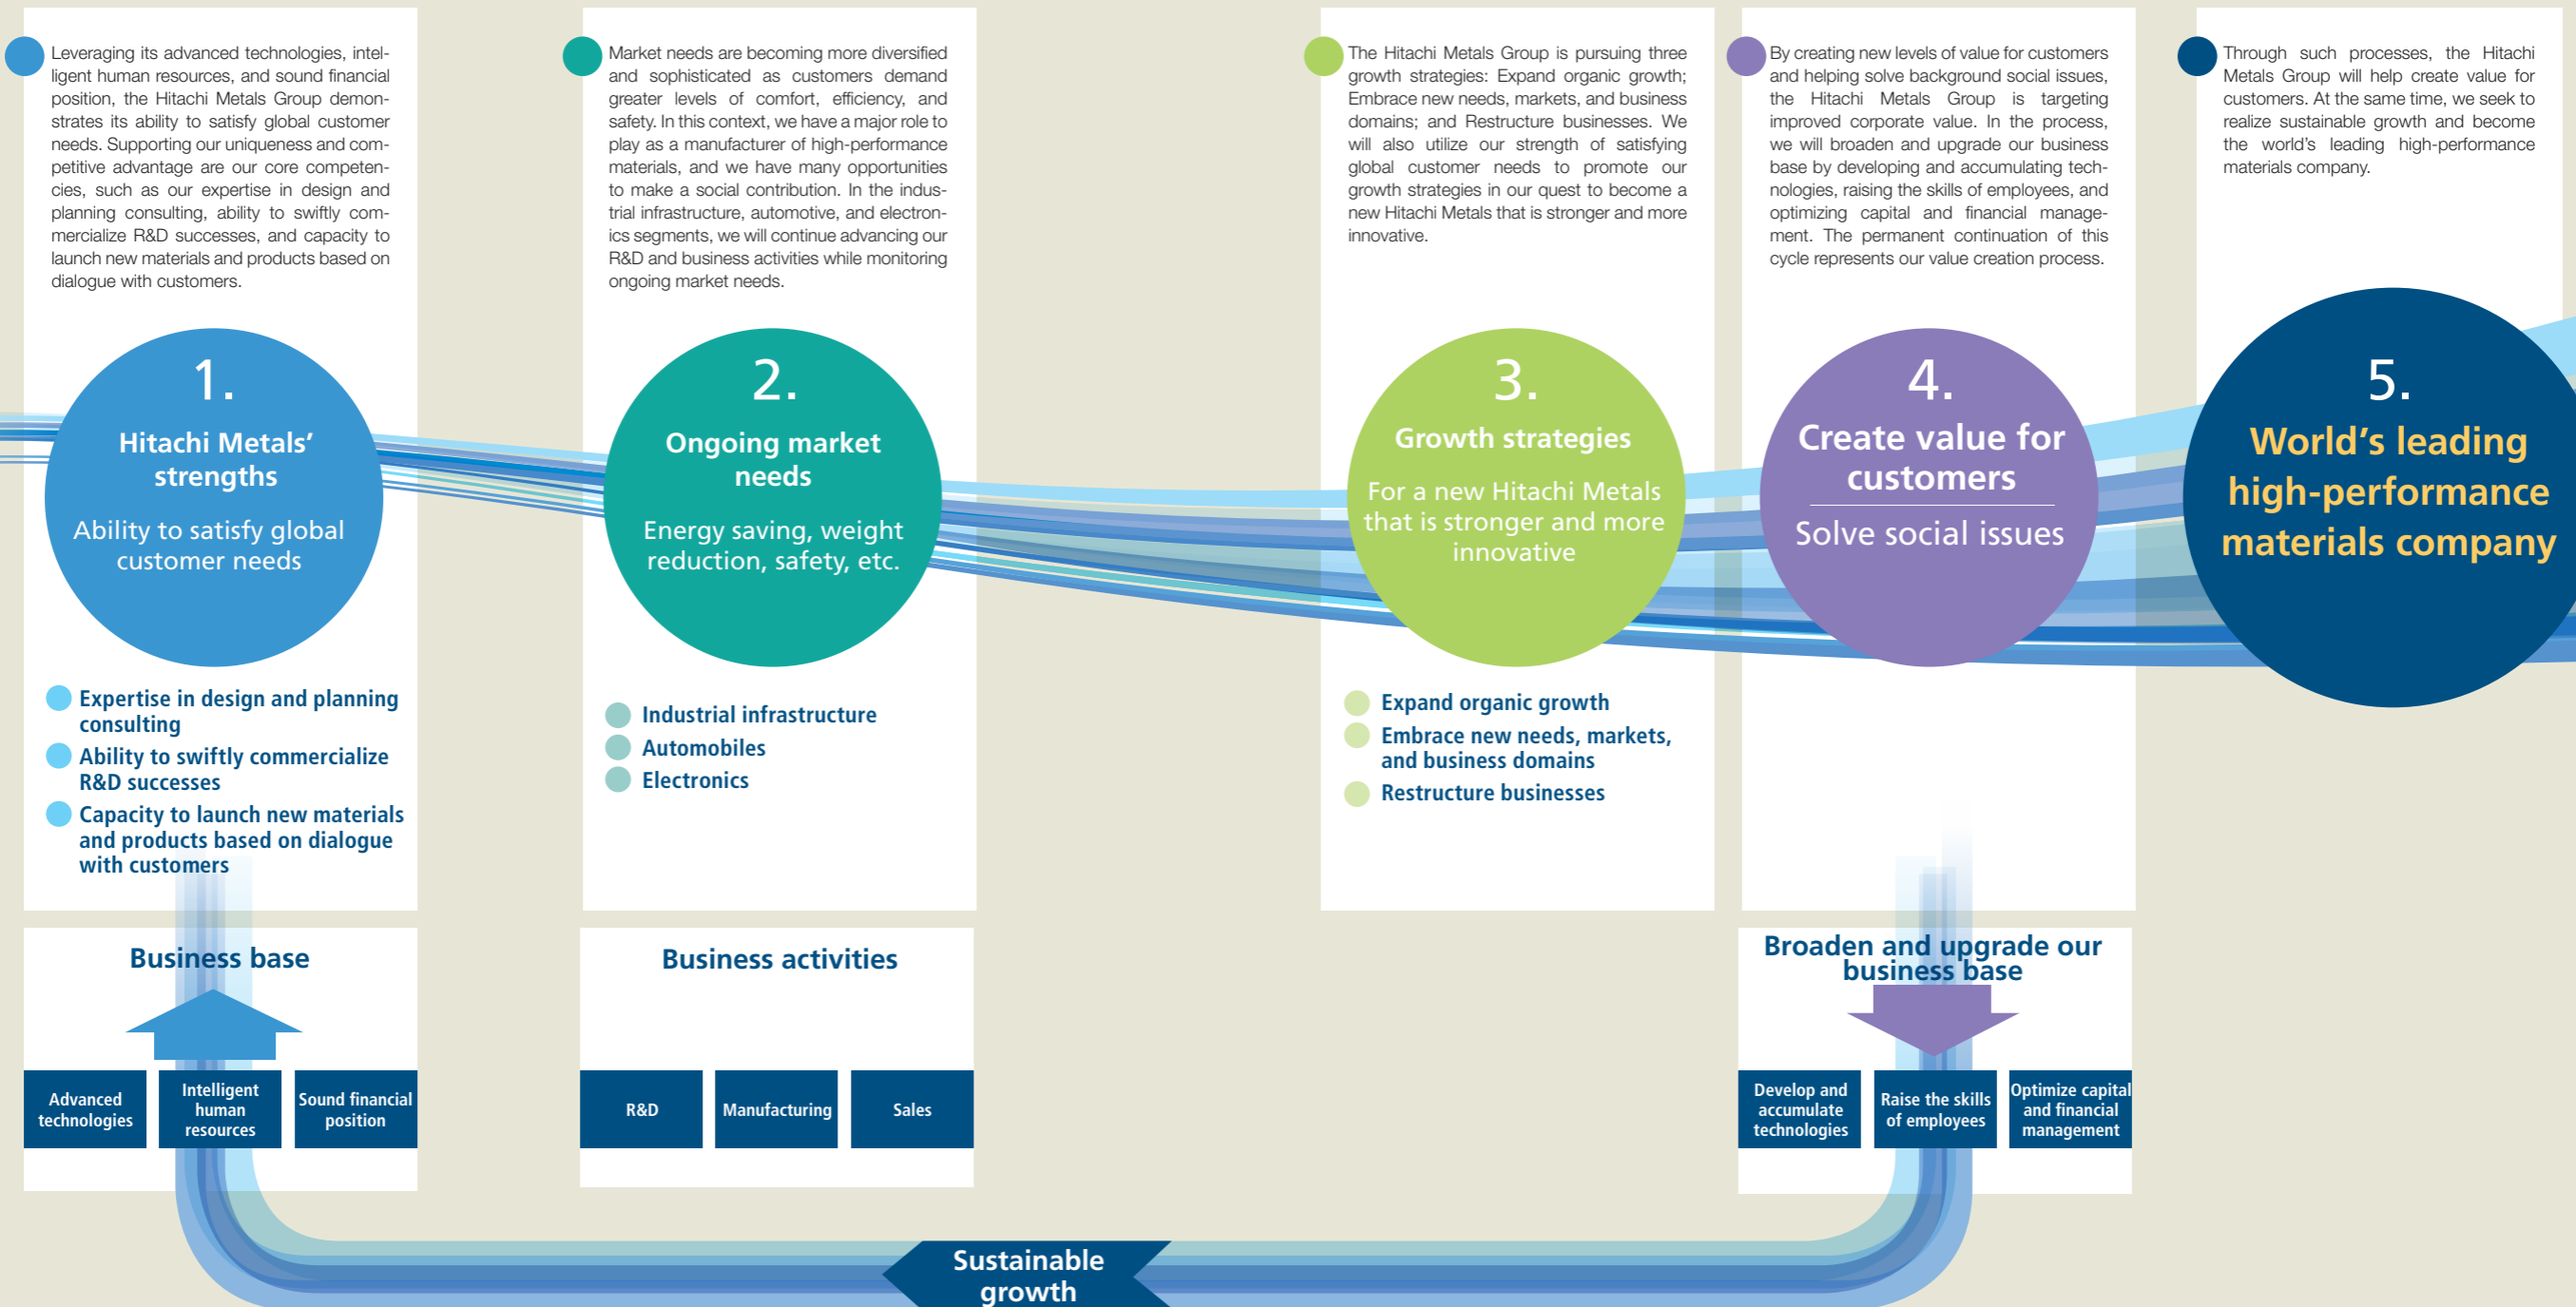 Leveraging its advanced technologies, intel-
ligent human resources, and sound financial
position, the Hitachi Metals Group demon-
strates its ability to satisfy global customer
needs. Supporting our uniqueness and com-
petitive advantage are our core competen-
cies, such as our expertise in design and
planning consulting, ability to swiftly com-
mercialize R&D successes, and capacity to
launch new materials and products based on
dialogue with customers.
1.
Hitachi Metals’
strengths
Ability to satisfy global
customer needs
Expertise in design and planning
consulting
Ability to swiftly commercialize
R&D successes
Capacity to launch new materials
and products based on dialogue
with customers
Business base
Advanced
technologies
Intelligent
human
resources
Sound financial
position
Market needs are becoming more diversified
and sophisticated as customers demand
greater levels of comfort, efficiency, and
safety. In this context, we have a major role to
play as a manufacturer of high-performance
materials, and we have many opportunities
to make a social contribution. In the indus-
trial infrastructure, automotive, and electron-
ics segments, we will continue advancing our
R&D and business activities while monitoring
ongoing market needs.
2.
Ongoing market
needs
Energy saving, weight
reduction, safety, etc.
Industrial infrastructure
Automobiles
Electronics
Business activities
R&D
Manufacturing
Sales
The Hitachi Metals Group is pursuing three
growth strategies: Expand organic growth;
Embrace new needs, markets, and business
domains; and Restructure businesses. We
will also utilize our strength of satisfying
global customer needs to promote our
growth strategies in our quest to become a
new Hitachi Metals that is stronger and more
innovative.
3.
Growth strategies
For a new Hitachi Metals
that is stronger and more
innovative
Expand organic growth
Embrace new needs, markets,
and business domains
Restructure businesses
By creating new levels of value for customers
and helping solve background social issues,
the Hitachi Metals Group is targeting
improved corporate value. In the process,
we will broaden and upgrade our business
base by developing and accumulating tech-
nologies, raising the skills of employees, and
optimizing capital and financial manage-
ment. The permanent continuation of this
cycle represents our value creation process.
4.
Create value for
customers
Solve social issues
Broaden and upgrade our
business base
Develop and
accumulate
technologies
Raise the skills
of employees
Optimize capital
and financial
management
Through such processes, the Hitachi
Metals Group will help create value for
customers. At the same time, we seek to
realize sustainable growth and become
the world’s leading high-performance
materials company.
5.
World’s leading
high-performance
materials company
Sustainable
growth